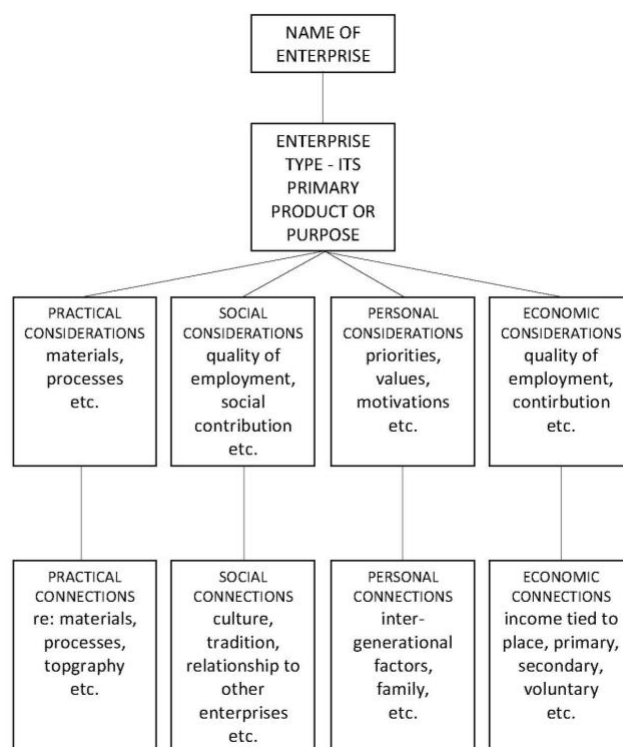 NAME OF
ENTERPRISE
ENTERPRISE
TYPE - ITS
PRIMARY
PRODUCT OR
PURPOSE
PRACTICAL
CONSIDERATIONS
materials,
processes
etc.
SOCIAL
CONSIDERATIONS
quality of
employment,
social
contribution
etc.
PERSONAL
CONSIDERATIONS
priorities,
values,
motivations
etc.
ECONOMIC
CONSIDERATIONS
quality of
employment,
contirbution
etc.
PRACTICAL
CONNECTIONS
re: materials,
processes,
topgraphy
etc.
SOCIAL
CONNECTIONS
culture,
tradition,
relationship to
other
enterprises etc.
PERSONAL
CONNECTIONS
inter-
generational
factors,
family,
etc.
ECONOMIC
CONNECTIONS
income tied to
place, primary,
secondary,
voluntary
etc.